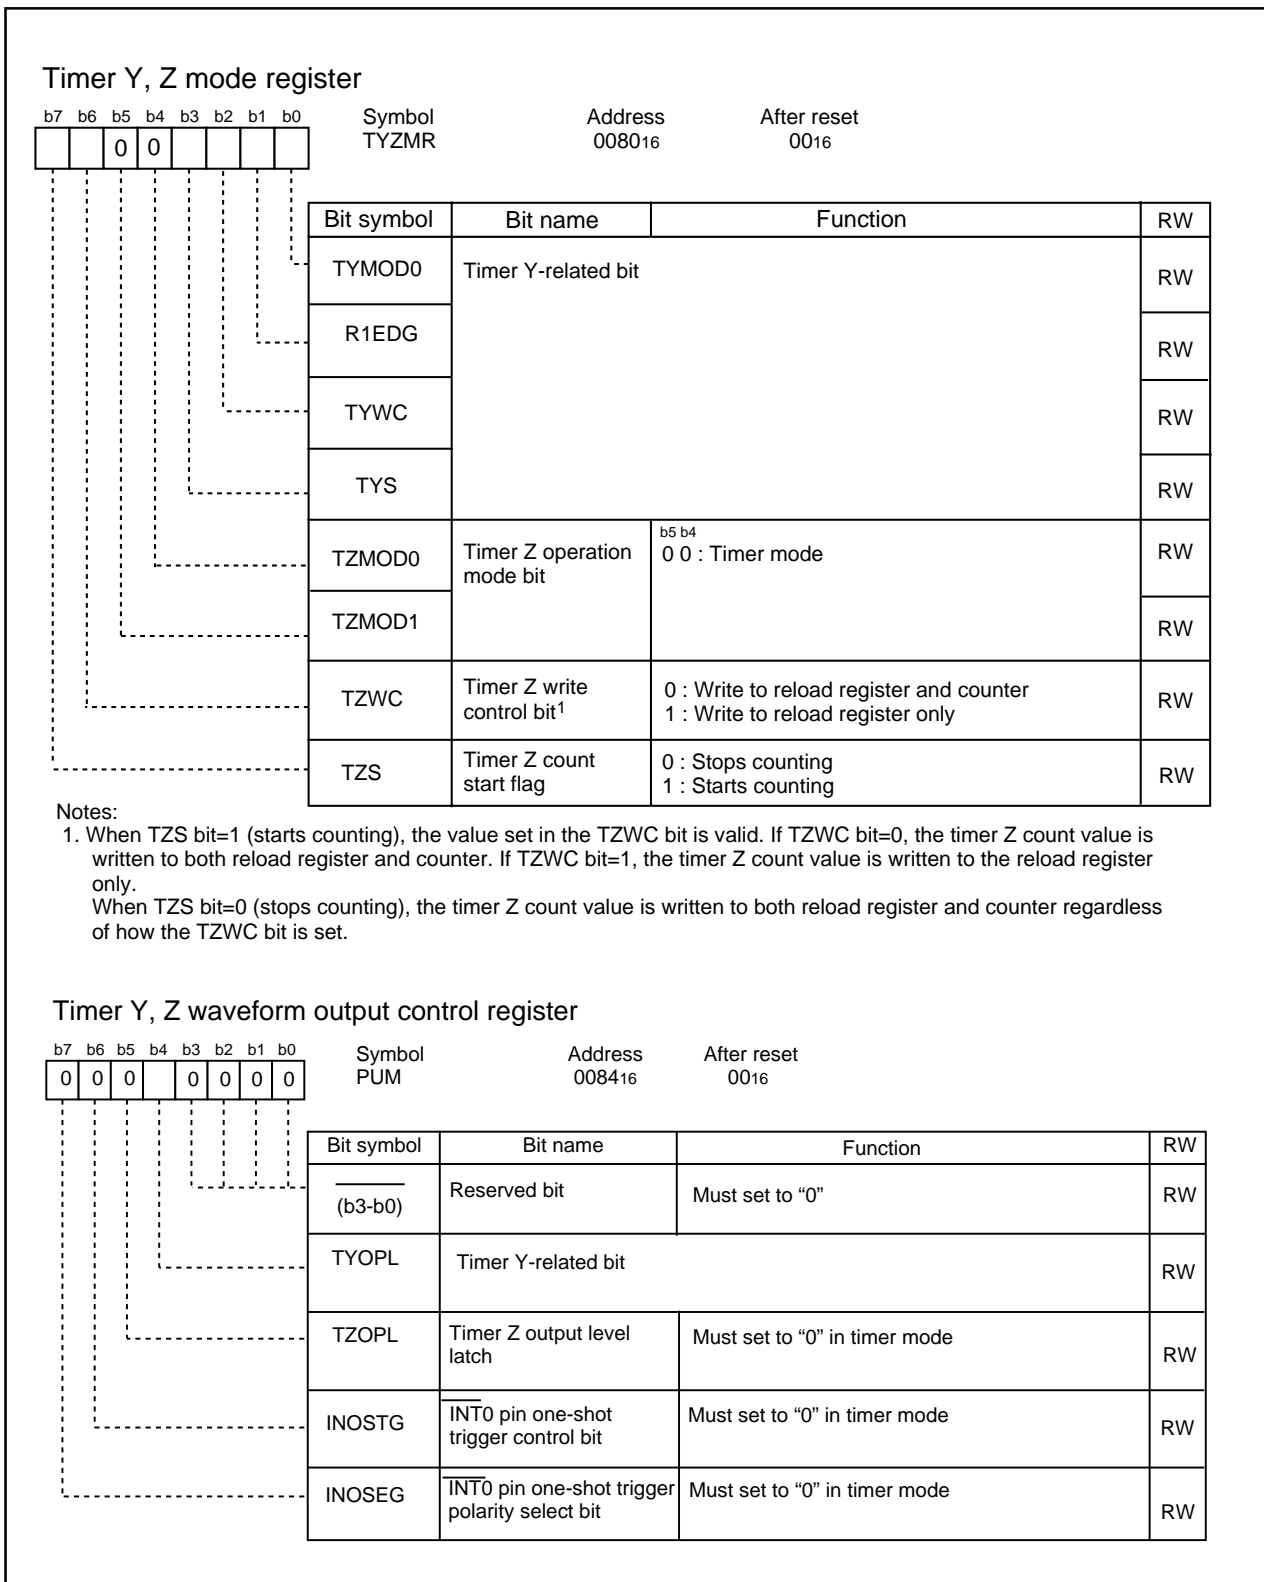 Timer Y, Z mode register
b7 b6 b5 b4 b3 b2 b1 b0
0 0
Symbol Address After reset
TYZMR 008016 0016
Bit symbol Bit name Function RW
TYMOD0 Timer Y-related bit RW
R1EDG RW
TYWC RW
TYS RW
b5 b4
TZMOD0 Timer Z operation mode bit 0 0 : Timer mode RW
TZMOD1 RW
TZWC Timer Z write control bit1 0 : Write to reload register and counter RW
1 : Write to reload register only
TZS Timer Z count start flag 0 : Stops counting RW
1 : Starts counting
Notes:
1. When TZS bit=1 (starts counting), the value set in the TZWC bit is valid. If TZWC bit=0, the timer Z count value is
written to both reload register and counter. If TZWC bit=1, the timer Z count value is written to the reload register
only.
When TZS bit=0 (stops counting), the timer Z count value is written to both reload register and counter regardless
of how the TZWC bit is set.
Timer Y, Z waveform output control register
b7 b6 b5 b4 b3 b2 b1 b0
0 0 0 0 0 0 0
Symbol Address After reset
PUM 008416 0016
Bit symbol Bit name Function RW
(b3-b0) Reserved bit Must set to “0” RW
TYOPL Timer Y-related bit RW
TZOPL Timer Z output level latch Must set to “0” in timer mode RW
INOSTG INT0 pin one-shot trigger control bit Must set to “0” in timer mode RW
INOSEG INT0 pin one-shot trigger polarity select bit Must set to “0” in timer mode RW